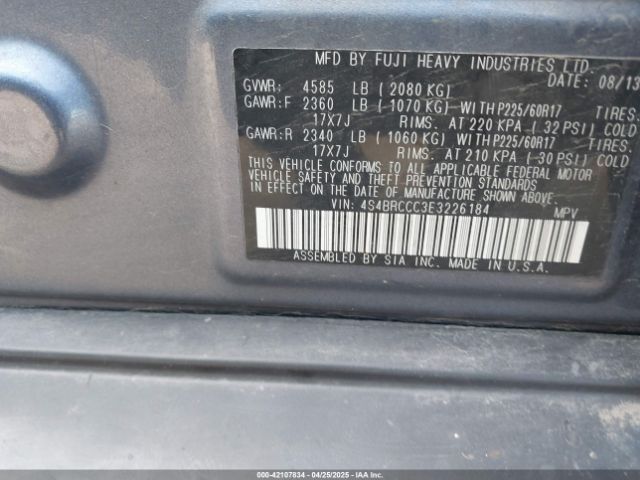 MFD BY FUJI HEAVY INDUSTRIES LTD.
DATE: 08/13
GVWR: 4585 LB ( 2080 KG)
GAWR:F 2360 LB ( 1070 KG) WITH P225/60R17 TIRES.
17X7J RIMS. AT 220 KPA ( 32 PSI) COLD
GAWR:R 2340 LB ( 1060 KG) WITH P225/60R17 TIRES.
17X7J RIMS. AT 210 KPA ( 30 PSI) COLD
THIS VEHICLE CONFORMS TO ALL APPLICABLE FEDERAL MOTOR
VEHICLE SAFETY AND THEFT PREVENTION STANDARDS
IN EFFECT ON THE DATE OF MANUFACTURE SHOWN ABOVE.
VIN: 4S4BRCCC3E3226184 MPV
ASSEMBLED BY SIA INC. MADE IN U.S.A.
000-42107834 - 04/25/2025 - IAAI.COM